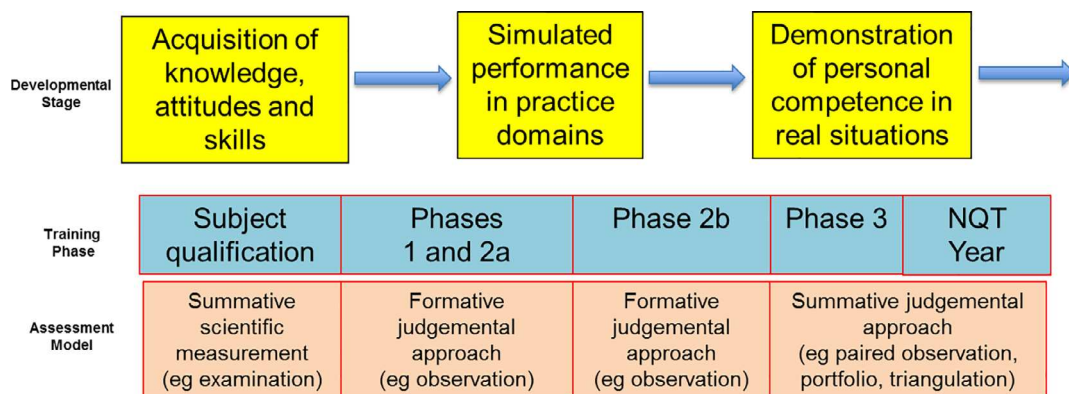 Developmental
Stage
Acquisition of
knowledge,
attitudes and
skills
Simulated
performance
in practice
domains
Demonstration
of personal
competence in
real situations
Training
Phase
Subject
qualification
Phases
1 and 2a
Phase 2b
Phase 3
NQT
Year
Assessment
Model
Summative
scientific
measurement
(eg examination)
Formative
judgemental
approach
(eg observation)
Formative
judgemental
approach
(eg observation)
Summative judgemental
approach
(eg paired observation,
portfolio, triangulation)